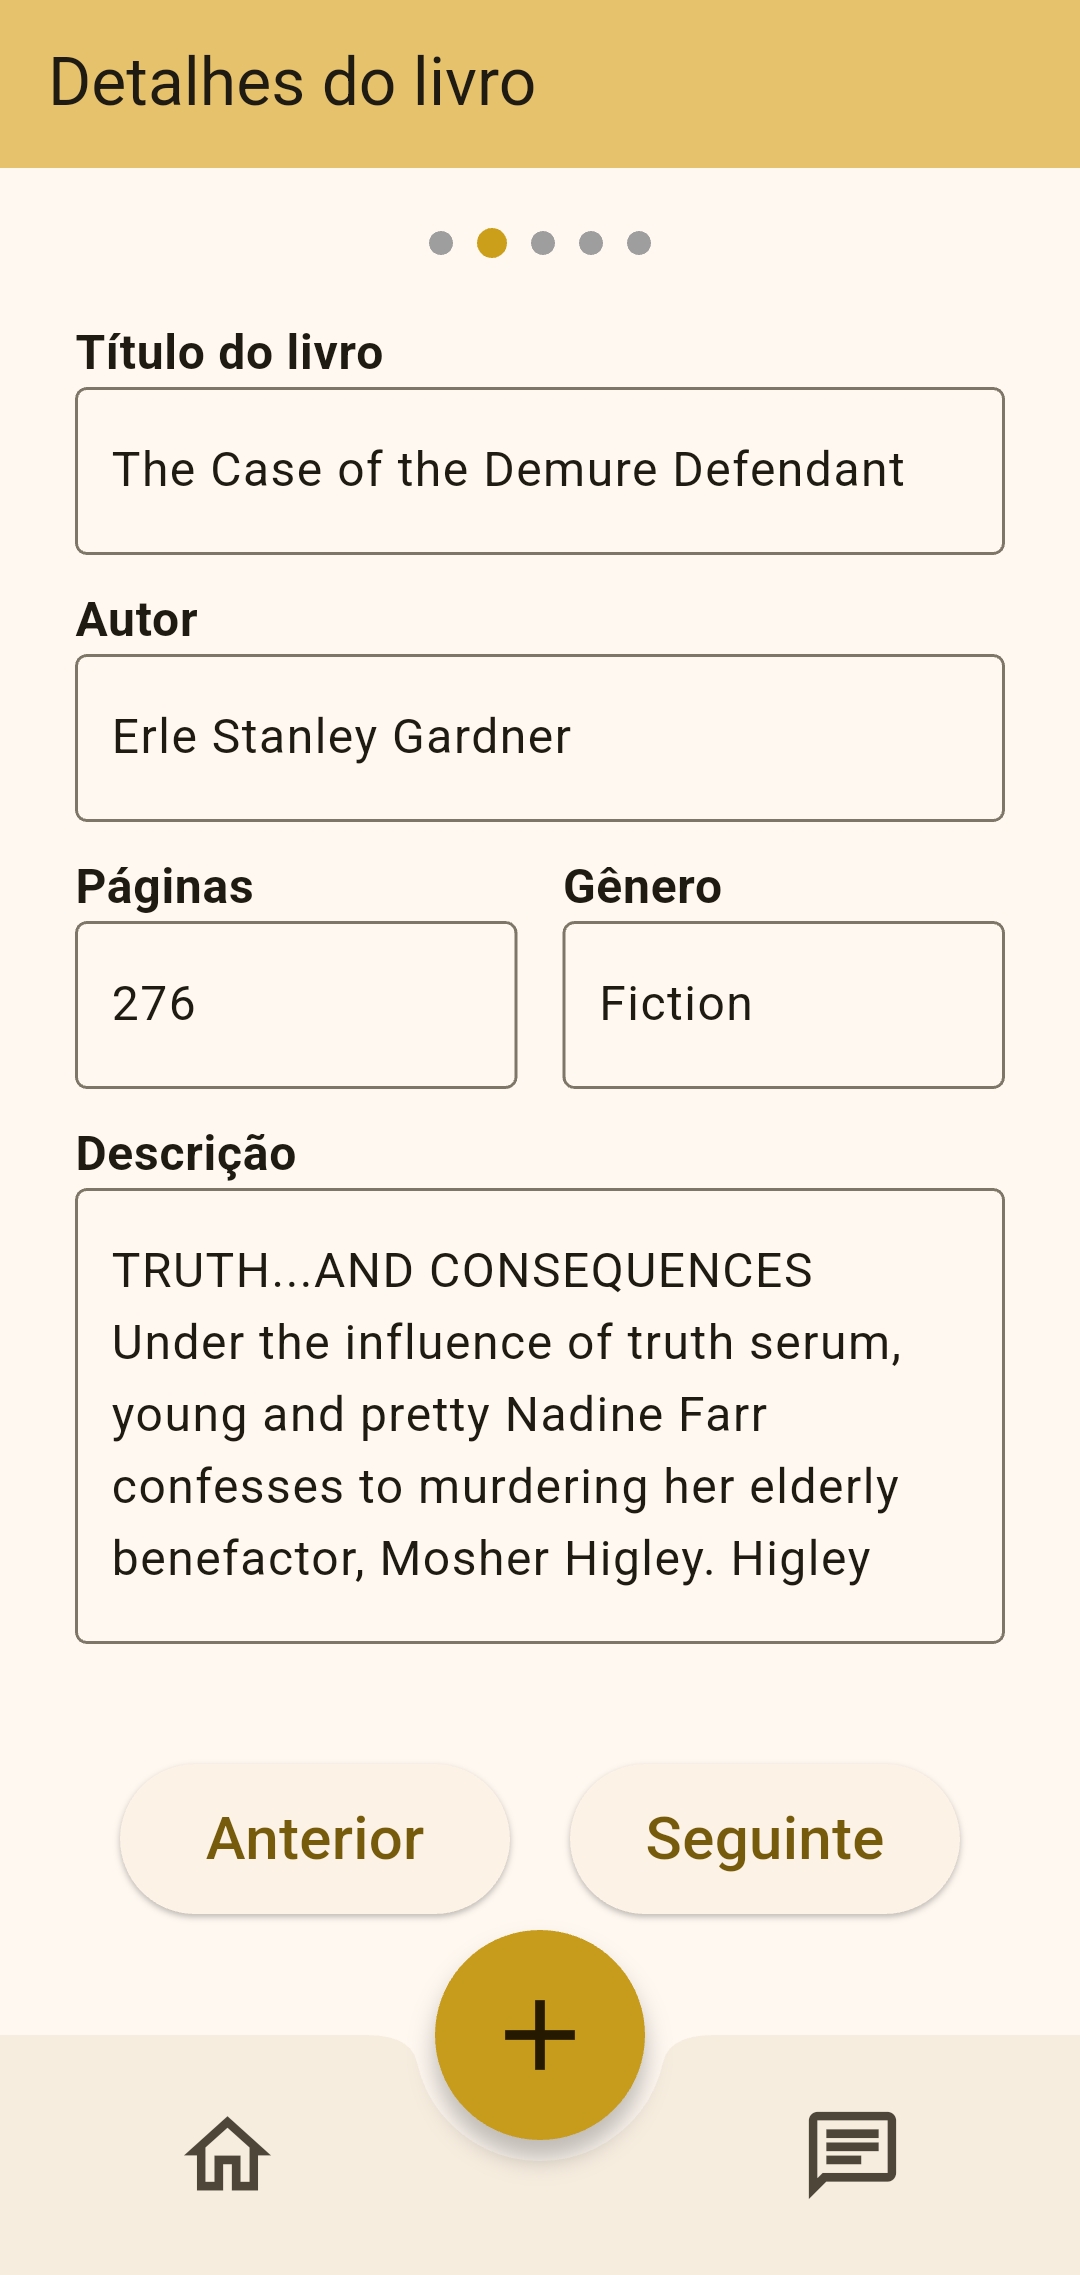 Detalhes do livro
Título do livro
The Case of the Demure Defendant
Autor
Erle Stanley Gardner
Páginas
276
Gênero
Fiction
Descrição
TRUTH...AND CONSEQUENCES
Under the influence of truth serum,
young and pretty Nadine Farr
confesses to murdering her elderly
benefactor, Mosher Higley. Higley
Anterior
Seguinte